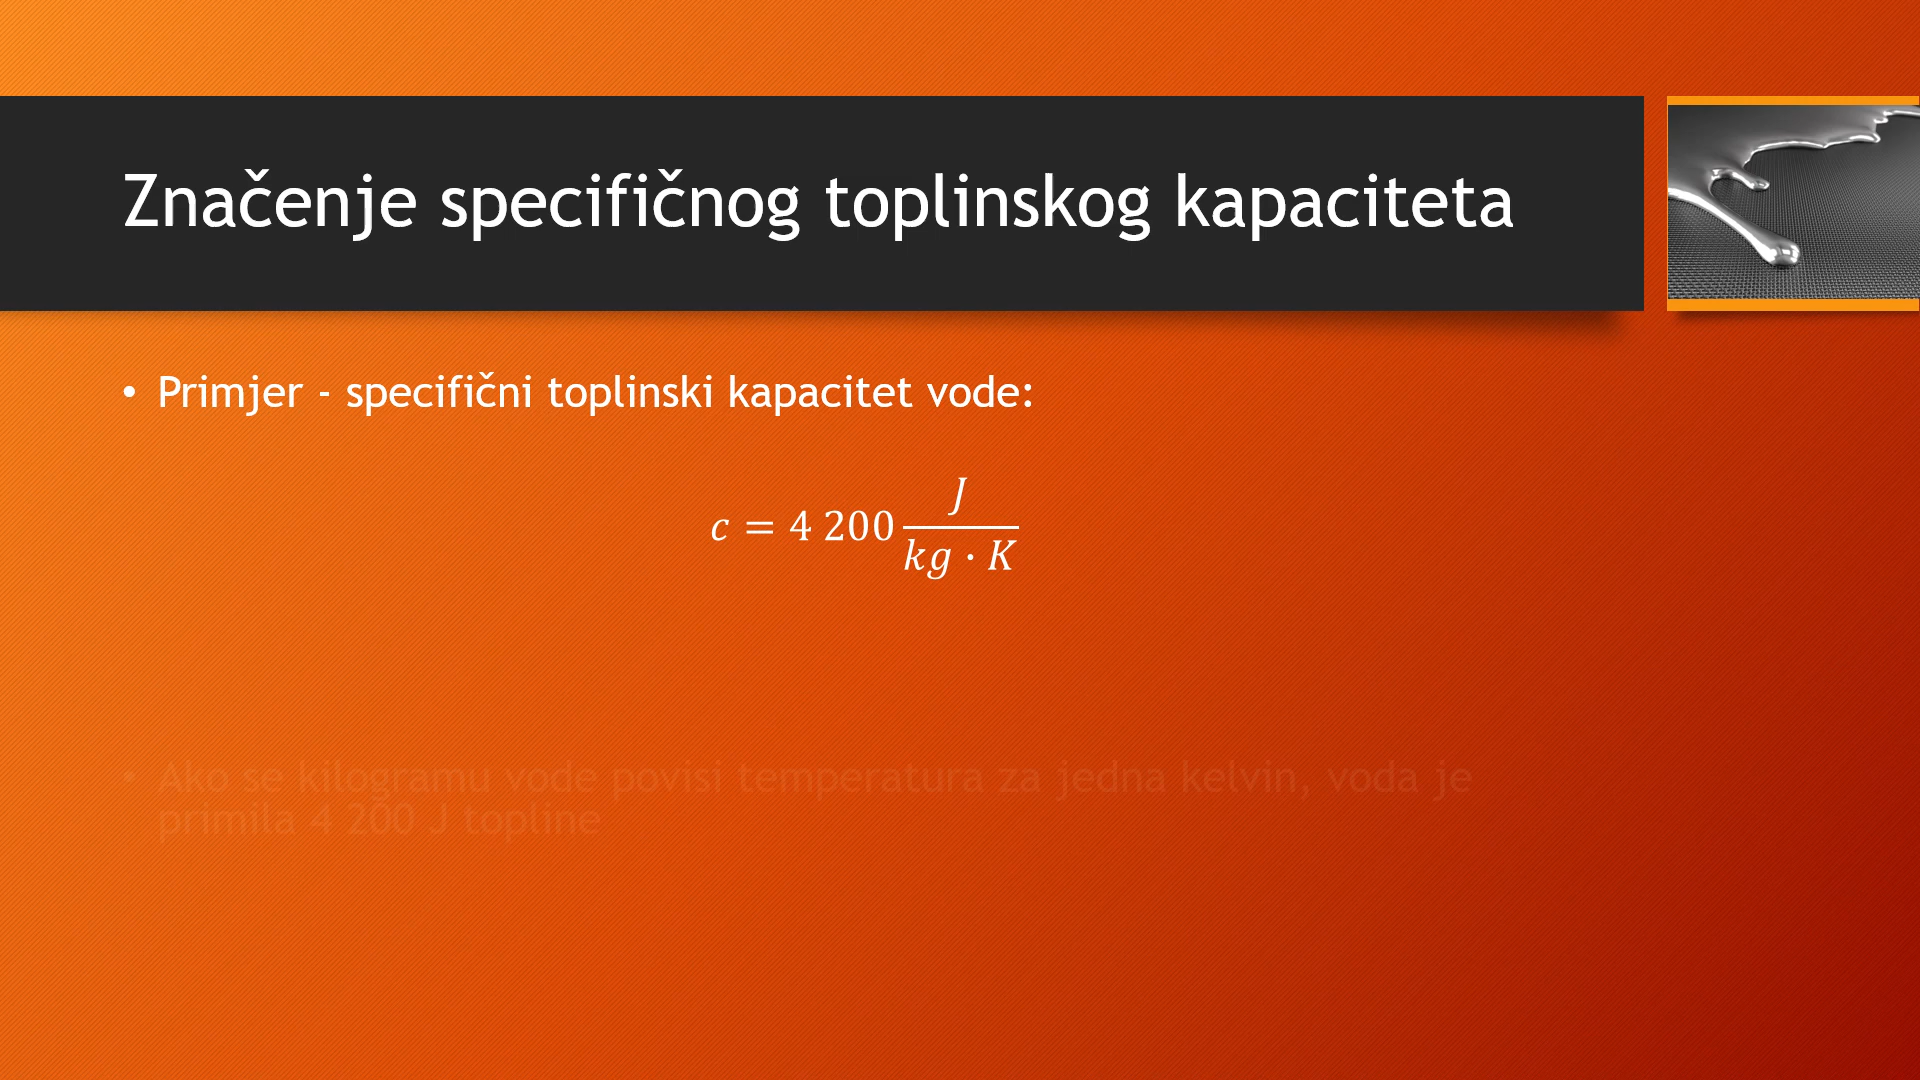 Značenje specifičnog toplinskog kapaciteta
• Primjer - specifični toplinski kapacitet vode:
c = 4 200 J / kg · K
• Ako se kilogramu vode povisi temperatura za jedna kelvin, voda je
primila 4 200 J topline